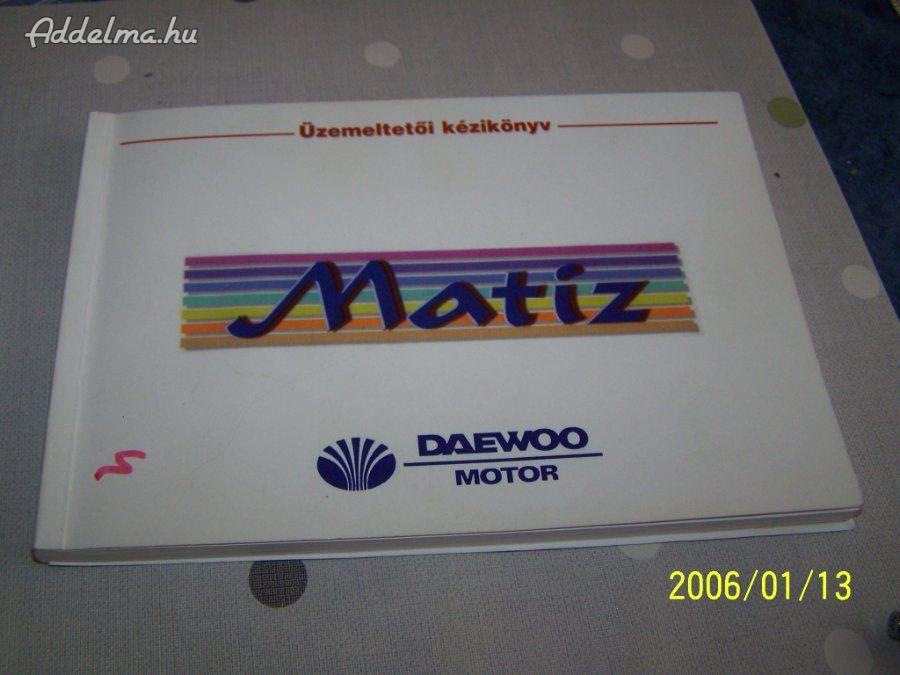 Addelma.hu
Üzemeltetői kézikönyv
Matiz
DAEWOO
MOTOR
2006/01/13